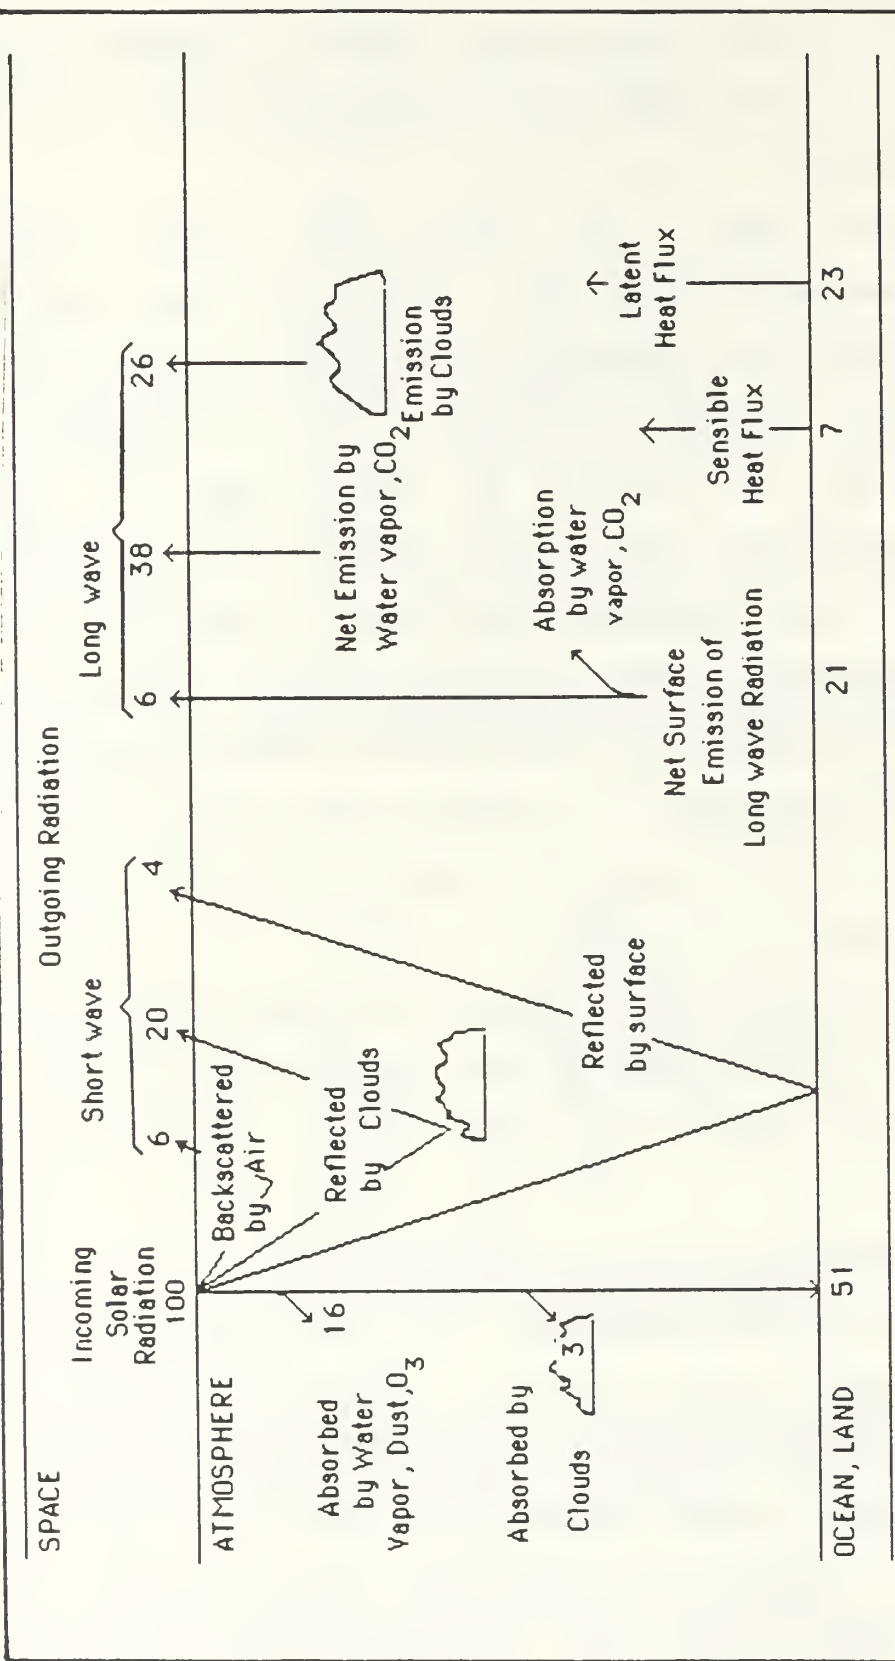 SPACE
Outgoing Radiation
Incoming
Solar
Radiation
100
Short wave
6
20
4
Long wave
6
38
26
ATMOSPHERE
Backscattered
by Air
Reflected
by Clouds
Reflected
by surface
16
Absorbed
by Water
Vapor, Dust, O3
Absorbed by
Clouds
3
Net Emission by
Water vapor, CO2
Emission
by Clouds
Absorption
by water
vapor, CO2
Net Surface
Emission of
Long wave Radiation
Sensible
Heat Flux
Latent
Heat Flux
OCEAN, LAND
51
21
7
23